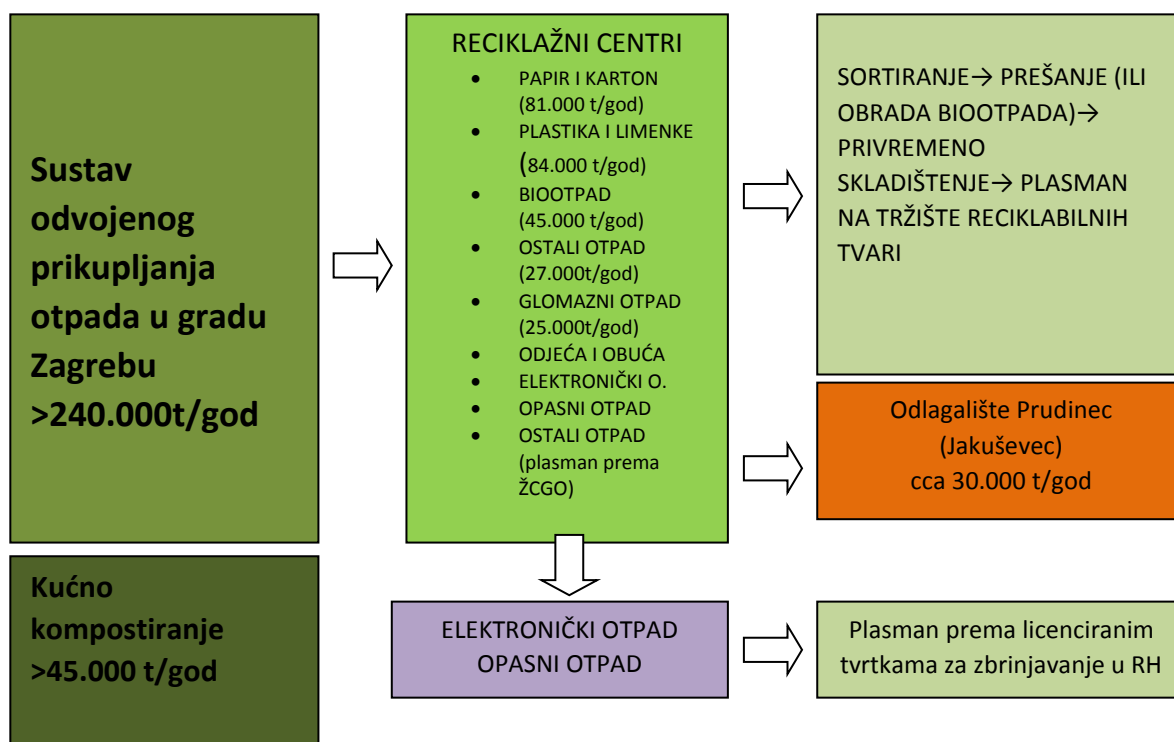 Sustav
odvojenog
prikupljanja
otpada u gradu
Zagrebu
>240.000t/god
Kućno
kompostiranje
>45.000 t/god
RECIKLAŽNI CENTRI
• PAPIR I KARTON
(81.000 t/god)
• PLASTIKA I LIMENKE
(84.000 t/god)
• BIOOTPAD
(45.000 t/god)
• OSTALI OTPAD
(27.000t/god)
• GLOMAZNI OTPAD
(25.000t/god)
• ODJEĆA I OBUĆA
• ELEKTRONIČKI O.
• OPASNI OTPAD
• OSTALI OTPAD
(plasman prema
ŽCGO)
ELEKTRONIČKI OTPAD
OPASNI OTPAD
SORTIRANJE→ PREŠANJE (ILI
OBRADA BIOOTPADA)→
PRIVREMENO
SKLADIŠTENJE→ PLASMAN
NA TRŽIŠTE RECIKLABILNIH
TVARI
Odlagalište Prudinec
(Jakuševec)
cca 30.000 t/god
Plasman prema licenciranim
tvrtkama za zbrinjavanje u RH